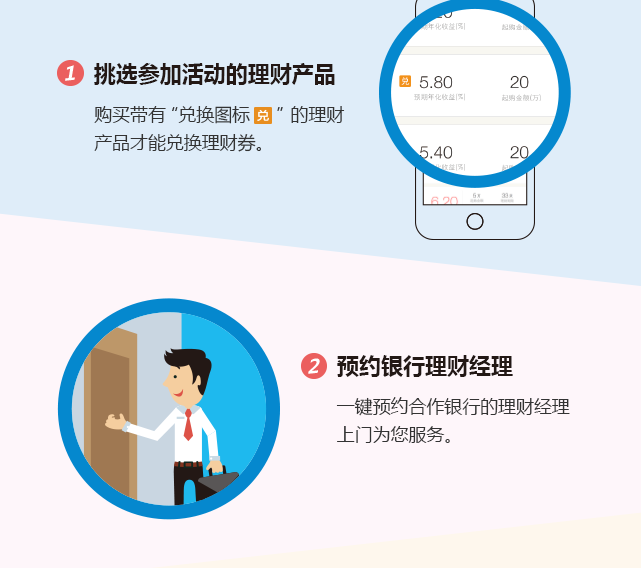 1 挑选参加活动的理财产品
购买带有“兑换图标 兑 ”的理财
产品才能兑换理财券。
20
年化收益(%)
起购金额
兑 5.80 20
预期年化收益(%) 起购金额(万)
5.40 20
6.20
2 预约银行理财经理
一键预约合作银行的理财经理
上门为您服务。